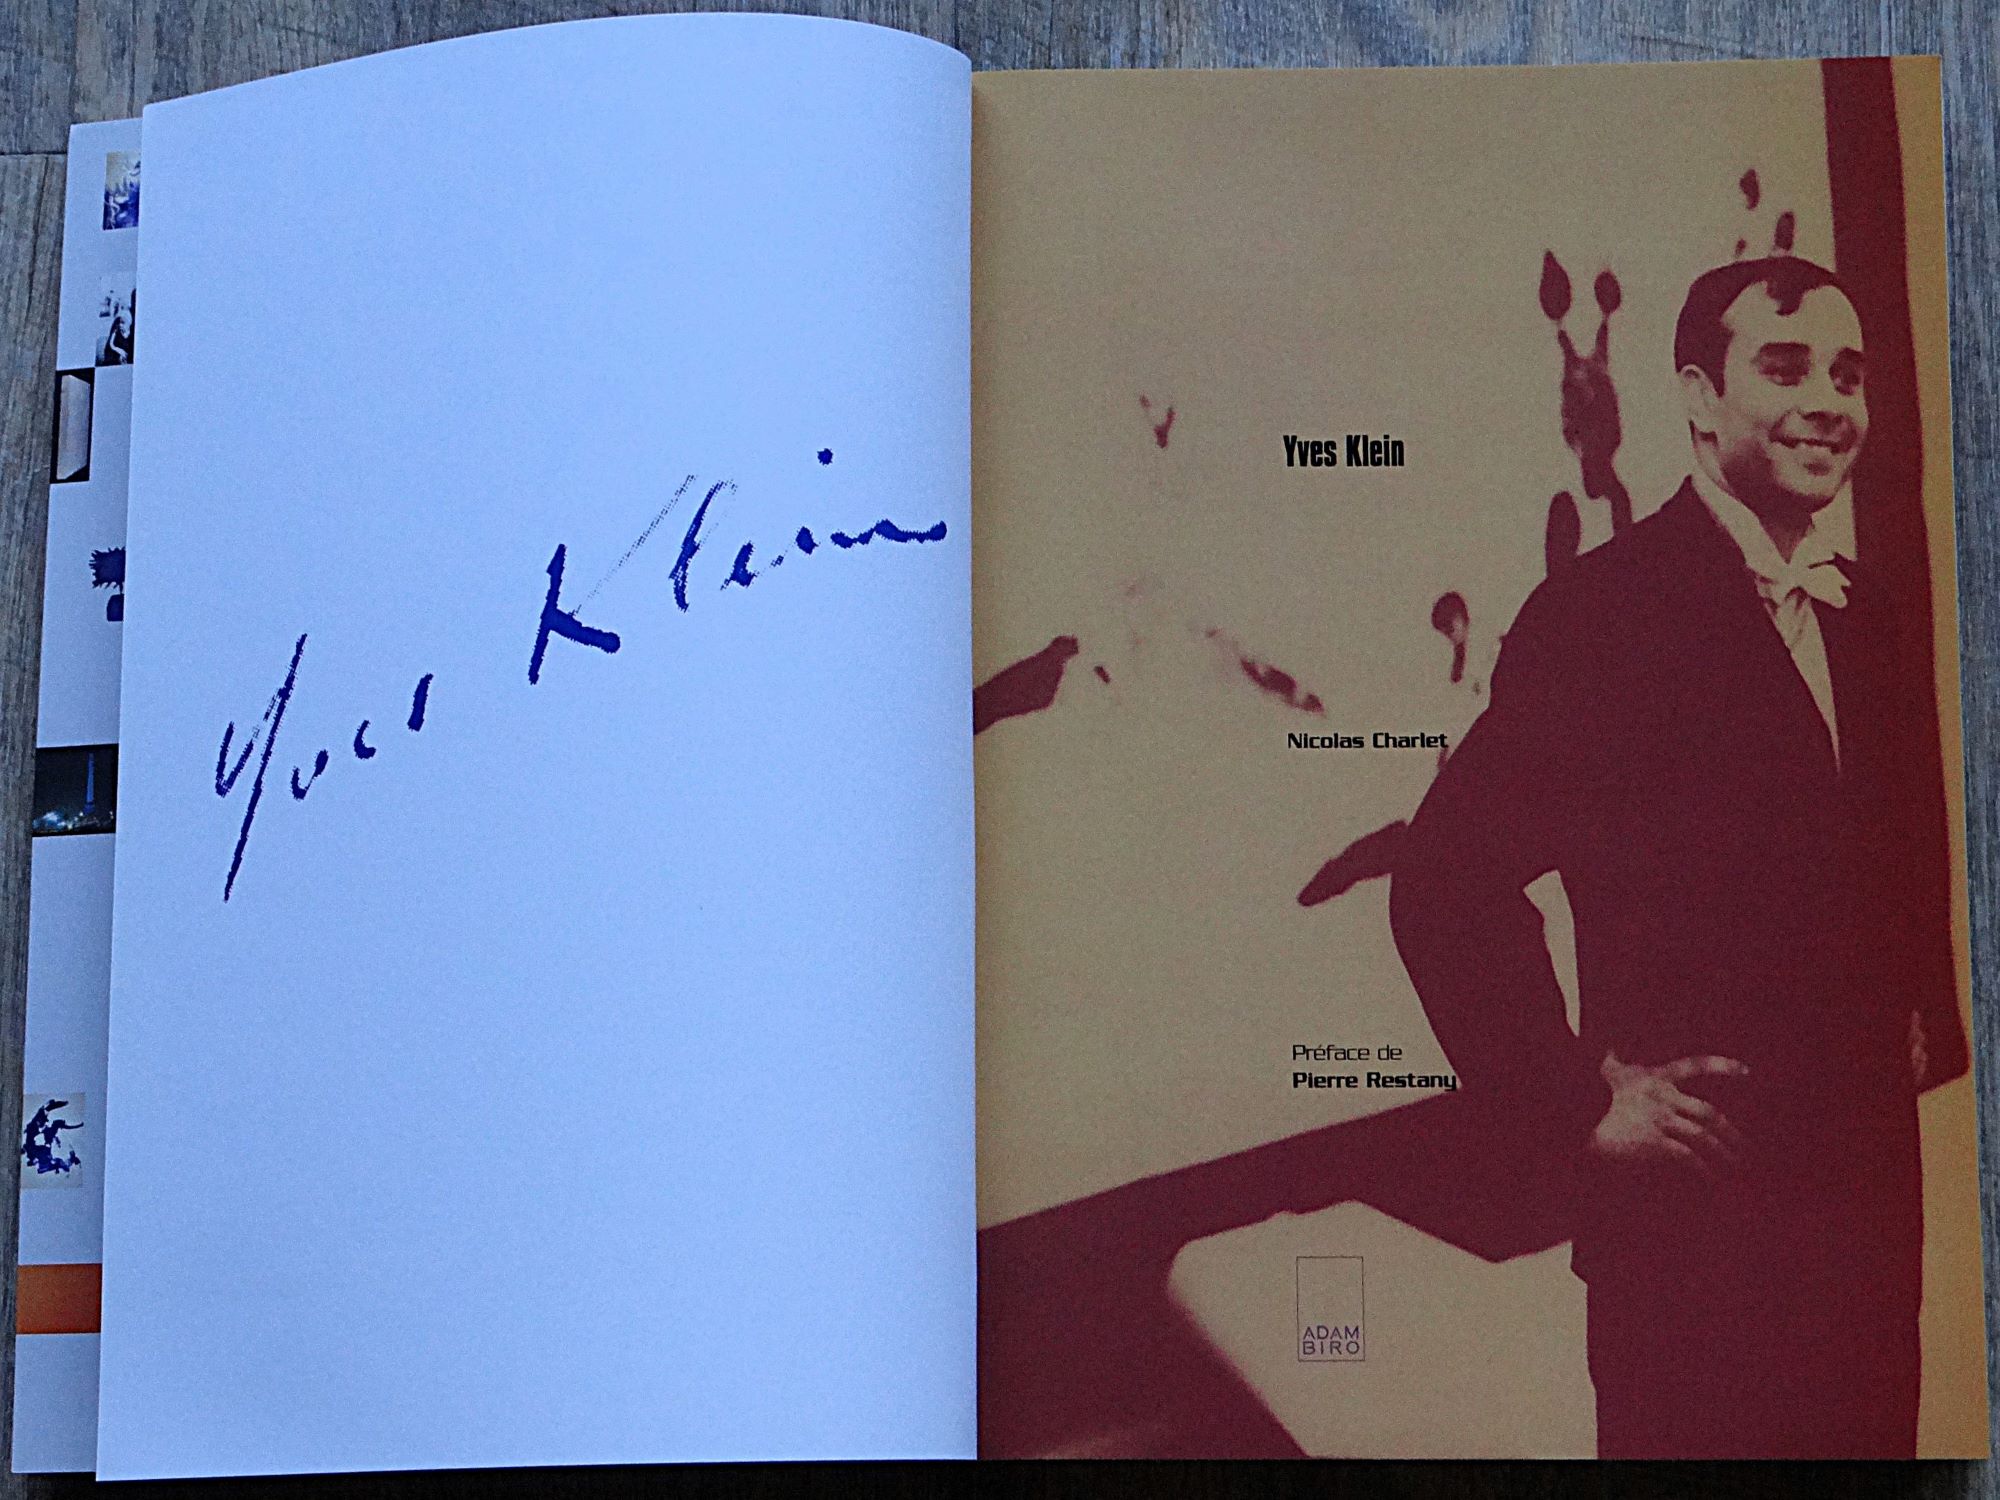 Yves Klein
Yves Klein
Nicolas Charlet
Préface de
Pierre Restany
ADAM
BIRO